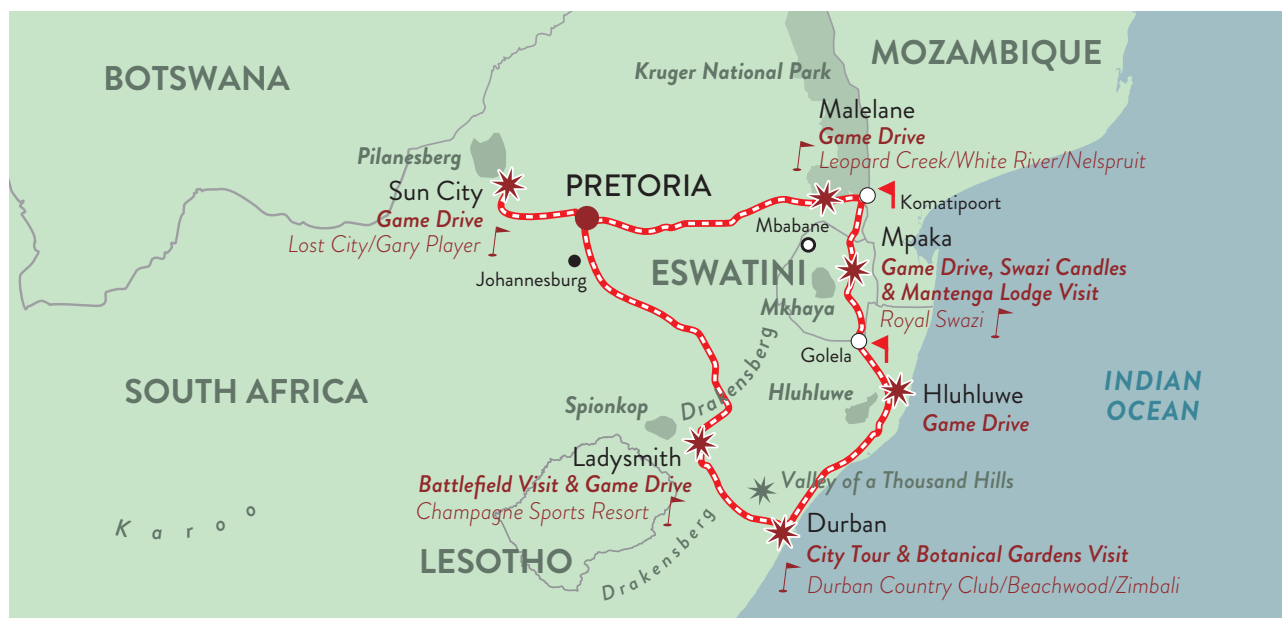 BOTSWANA
MOZAMBIQUE
Kruger National Park
Malelane
Game Drive
Leopard Creek/White River/Nelspruit
Pilanesberg
Sun City
Game Drive
Lost City/Gary Player
PRETORIA
Johannesburg
Komatipoort
Mbabane
ESWATINI
Mpaka
Game Drive, Swazi Candles
& Mantenga Lodge Visit
Royal Swazi
Mkhaya
Golela
SOUTH AFRICA
Drakensberg
Spionkop
Hluhluwe
Hluhluwe
Game Drive
INDIAN
OCEAN
Ladysmith
Battlefield Visit & Game Drive
Champagne Sports Resort
Valley of a Thousand Hills
Karoo
LESOTHO
Drakensberg
Durban
City Tour & Botanical Gardens Visit
Durban Country Club/Beachwood/Zimbali